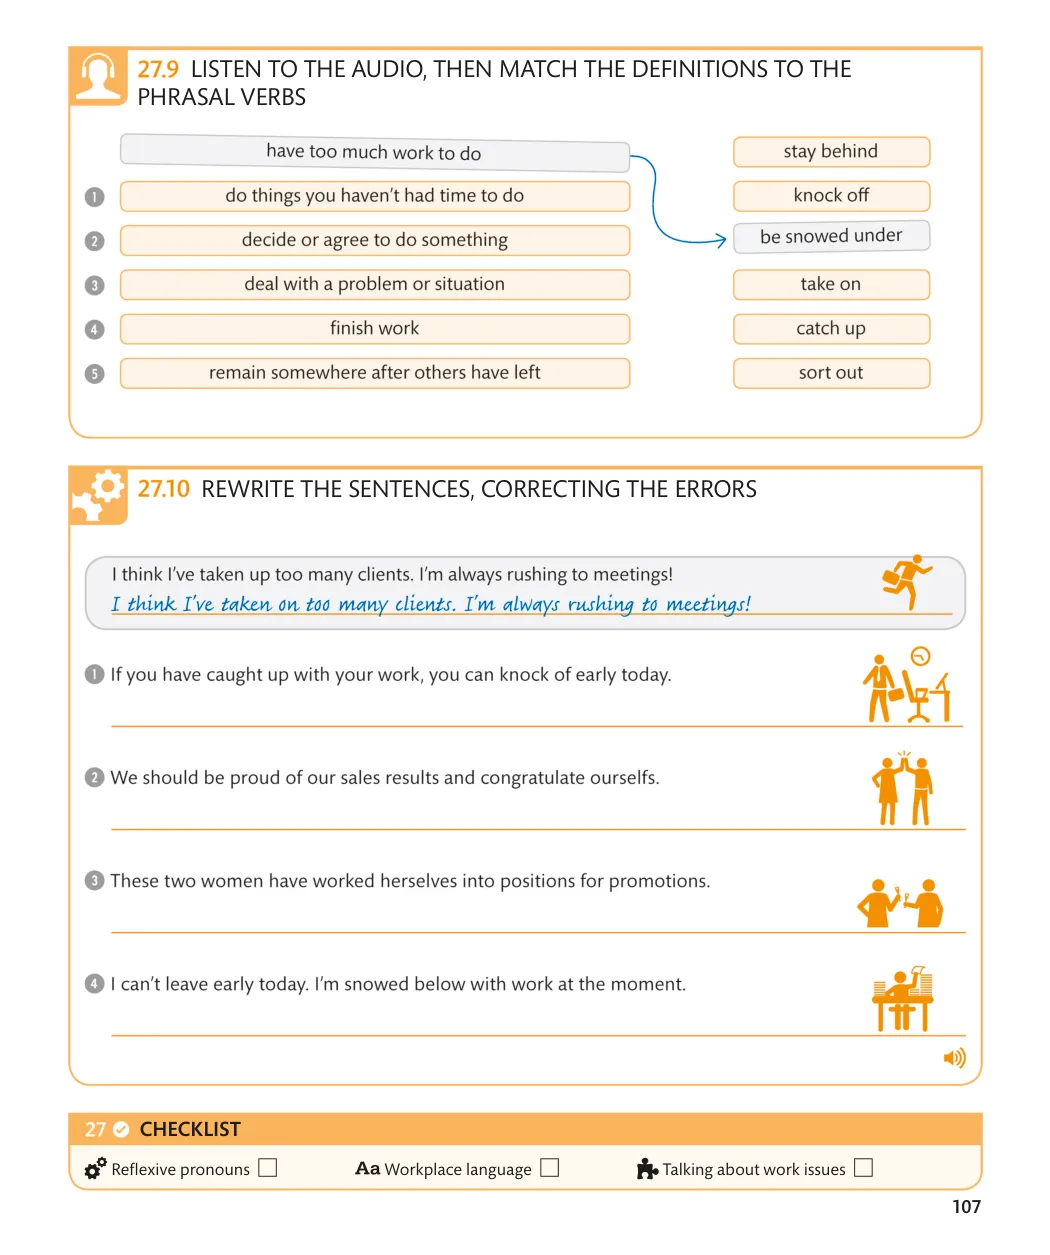 27.9 LISTEN TO THE AUDIO, THEN MATCH THE DEFINITIONS TO THE
PHRASAL VERBS
have too much work to do
stay behind
1 do things you haven't had time to do
knock off
2 decide or agree to do something
be snowed under
3 deal with a problem or situation
take on
4 finish work
catch up
5 remain somewhere after others have left
sort out
27.10 REWRITE THE SENTENCES, CORRECTING THE ERRORS
I think I've taken up too many clients. I'm always rushing to meetings!
I think I've taken on too many clients. I'm always rushing to meetings!
1 If you have caught up with your work, you can knock of early today.
2 We should be proud of our sales results and congratulate ourselfs.
3 These two women have worked herselves into positions for promotions.
4 I can't leave early today. I'm snowed below with work at the moment.
27 CHECKLIST
Reflexive pronouns
Aa Workplace language
Talking about work issues
107